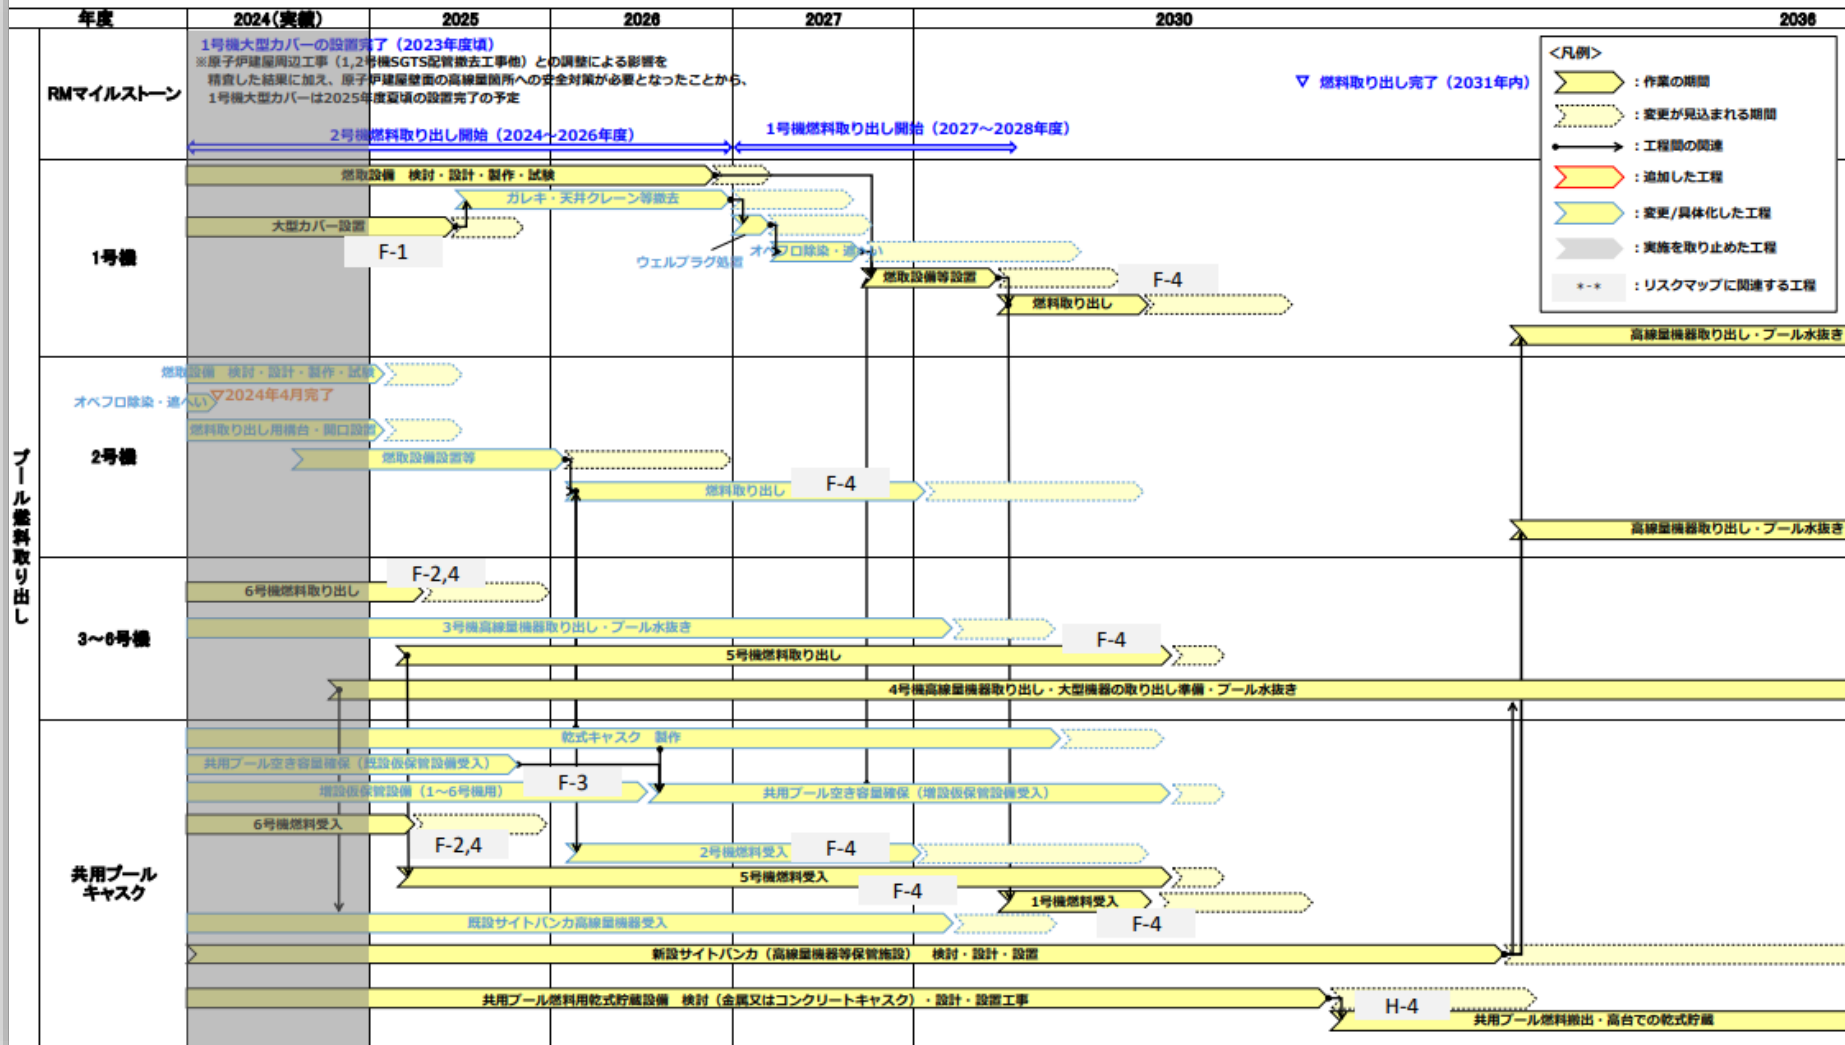 年度
2024(実績)
2025
2026
2027
2030
2036
RMマイルストーン
1号機大型カバーの設置完了（2023年度頃）
※原子炉建屋周辺工事（1,2号機SGTS配管撤去工事他）との調整による影響を
精査した結果に加え、原子炉建屋壁面の高線量箇所への安全対策が必要となったことから、
1号機大型カバーは2025年度夏頃の設置完了の予定
2号機燃料取り出し開始（2024～2026年度）
1号機燃料取り出し開始（2027～2028年度）
▽ 燃料取り出し完了（2031年内）
＜凡例＞
：作業の期間
：変更が見込まれる期間
：工程間の関連
：追加した工程
：変更/具体化した工程
：実施を取り止めた工程
*-* ：リスクマップに関連する工程
プール燃料取り出し
1号機
燃取設備 検討・設計・製作・試験
ガレキ・天井クレーン等撤去
大型カバー設置
F-1
ウェルプラグ処置
オペフロ除染・遮へい
燃取設備等設置
F-4
燃料取り出し
高線量機器取り出し・プール水抜き
2号機
燃取設備 検討・設計・製作・試験
オペフロ除染・遮へい
▽2024年4月完了
燃料取り出し用構台・開口設置
燃取設備設置等
燃料取り出し
F-4
高線量機器取り出し・プール水抜き
3～6号機
F-2,4
6号機燃料取り出し
3号機高線量機器取り出し・プール水抜き
F-4
5号機燃料取り出し
4号機高線量機器取り出し・大型機器の取り出し準備・プール水抜き
共用プール
キャスク
乾式キャスク 製作
共用プール空き容量確保（既設仮保管設備受入）
F-3
増設仮保管設備（1～6号機用）
共用プール空き容量確保（増設仮保管設備受入）
6号機燃料受入
F-2,4
2号機燃料受入
F-4
5号機燃料受入
F-4
1号機燃料受入
F-4
既設サイトバンカ高線量機器受入
新設サイトバンカ（高線量機器等保管施設） 検討・設計・設置
共用プール燃料用乾式貯蔵設備 検討（金属又はコンクリートキャスク）・設計・設置工事
H-4
共用プール燃料搬出・高台での乾式貯蔵